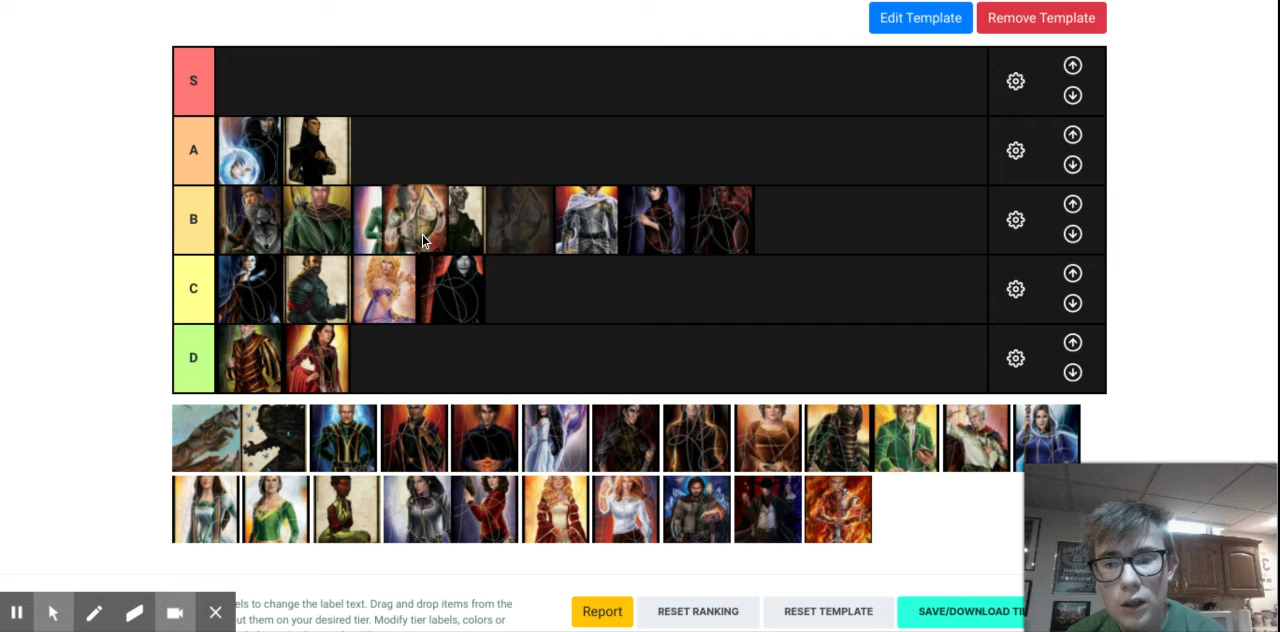 Edit Template
Remove Template
S
A
B
C
D
els to change the label text. Drag and drop items from the
ut them on your desired tier. Modify tier labels, colors or
Report
RESET RANKING
RESET TEMPLATE
SAVE/DOWNLOAD TI